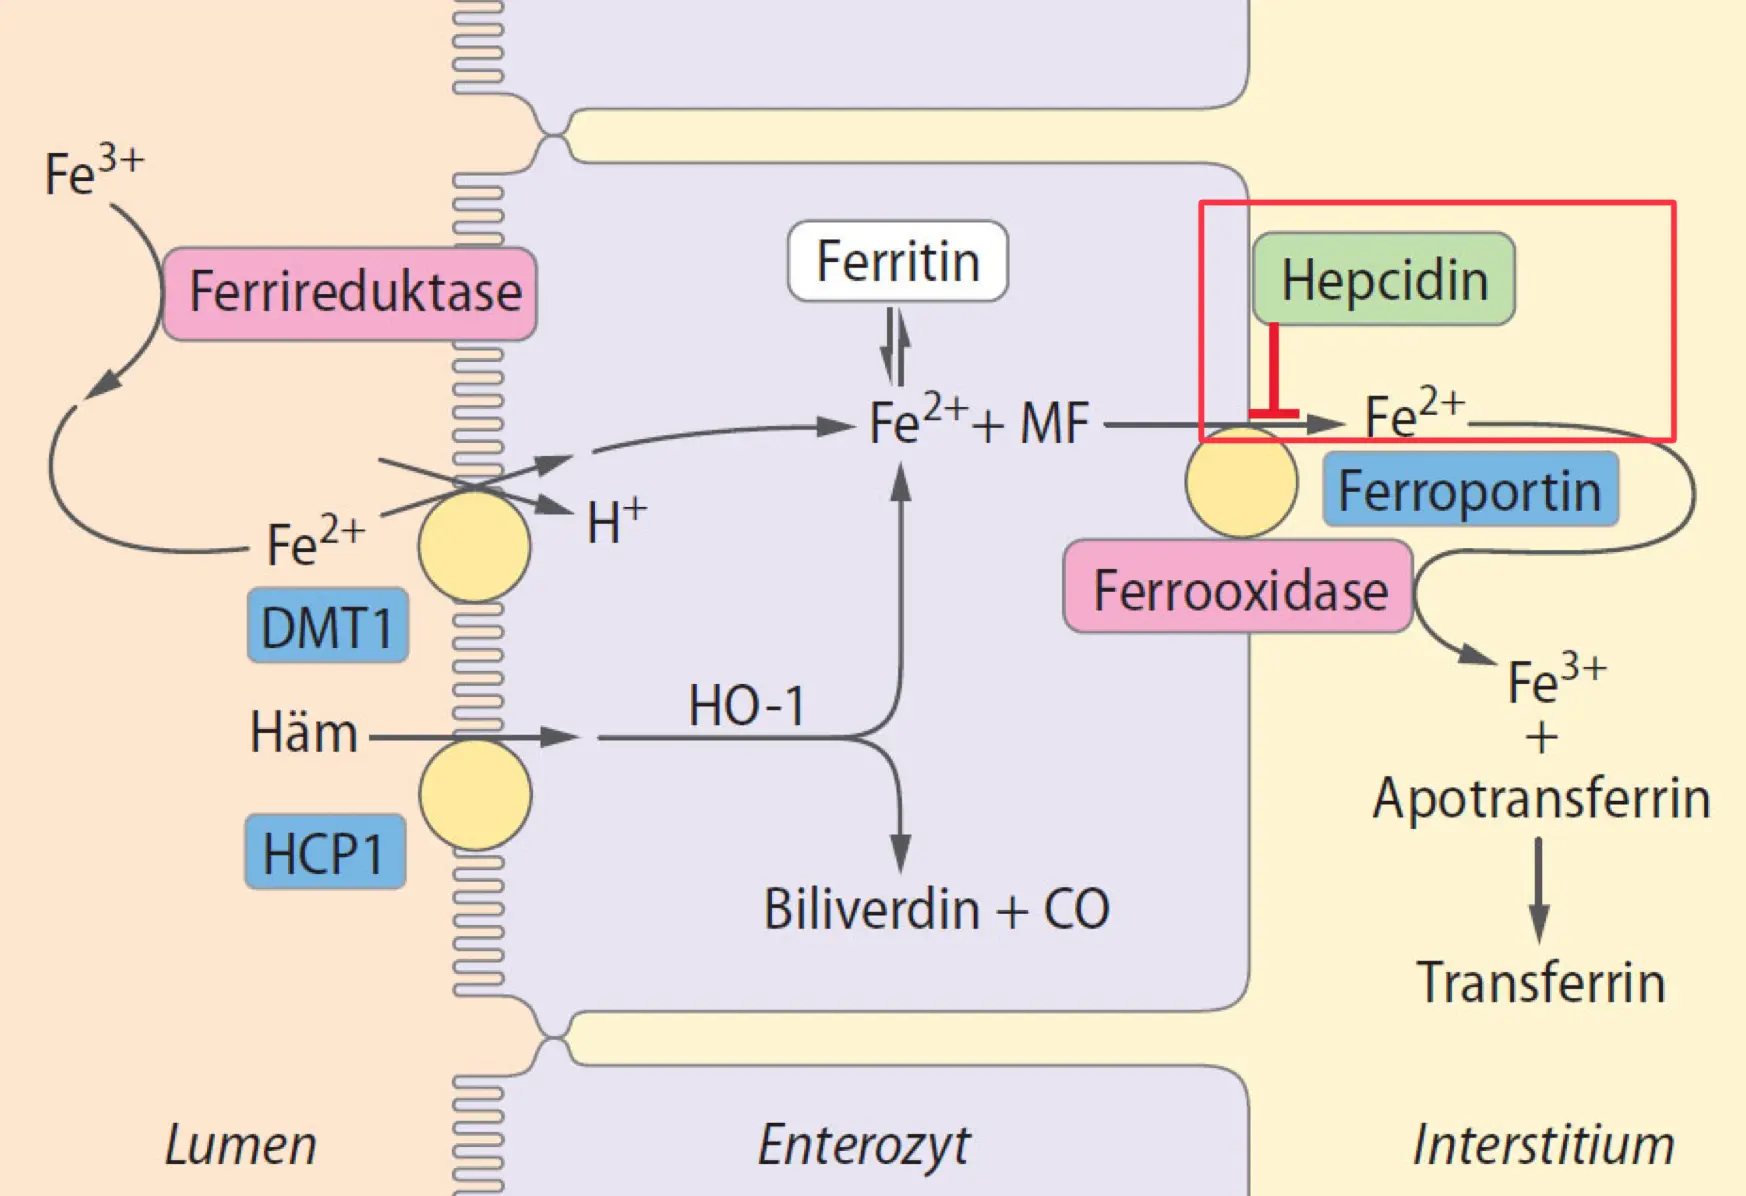 Fe3+
Ferrireduktase
Ferritin
Hepcidin
Fe2+ + MF
Fe2+
Ferroportin
Fe2+
H+
DMT1
Ferrooxidase
Fe3+
+
Apotransferrin
Transferrin
Häm
HO-1
HCP1
Biliverdin + CO
Lumen
Enterozyt
Interstitium